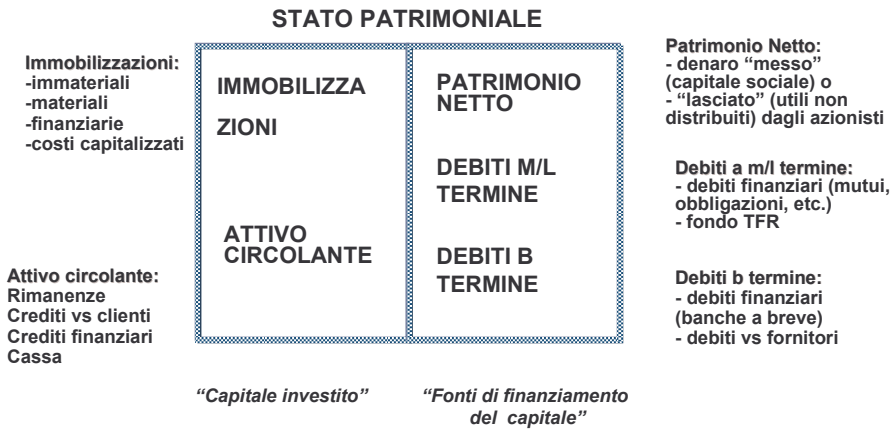 STATO PATRIMONIALE
Immobilizzazioni:
-immateriali
-materiali
-finanziarie
-costi capitalizzati
Attivo circolante:
Rimanenze
Crediti vs clienti
Crediti finanziari
Cassa
IMMOBILIZZA
ZIONI
ATTIVO
CIRCOLANTE
PATRIMONIO
NETTO
DEBITI M/L
TERMINE
DEBITI B
TERMINE
Patrimonio Netto:
- denaro “messo”
(capitale sociale) o
- “lasciato” (utili non
distribuiti) dagli azionisti
Debiti a m/l termine:
- debiti finanziari (mutui,
obbligazioni, etc.)
- fondo TFR
Debiti b termine:
- debiti finanziari
(banche a breve)
- debiti vs fornitori
“Capitale investito”
“Fonti di finanziamento
del capitale”